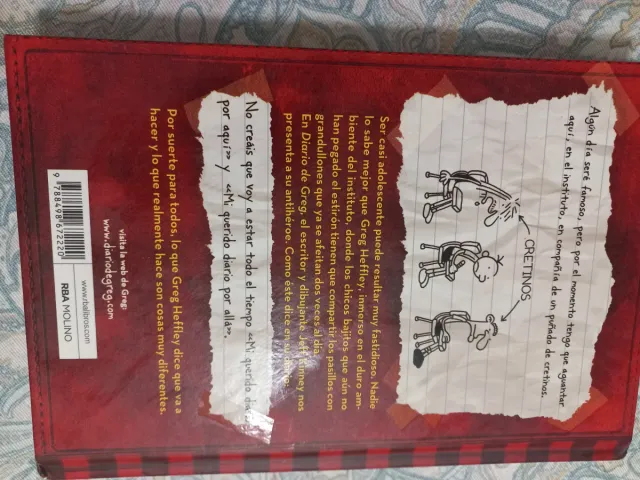 Algún día seré famoso, pero por el momento tengo que aguantar
aquí, en el instituto, en compañía de un piñado de cretinos.
CRETINOS
Ser casi adolescente puede resultar muy fastidioso. Nadie
lo sabe mejor que Greg Heffley, inmerso en el duro am-
biente del instituto, donde los chicos bajitos que aún no
han pegado el estirón tienen que compartir los pasillos con
grandullones que ya se afeitan dos veces al día.
En Diario de Greg, el escritor y dibujante Jeff Kinney nos
presenta a su antihéroe. Como éste dice en su diario:
No creáis que voy a estar todo el tiempo «Mi querido diario
por aquí» y «Mi querido diario por allá».
Por suerte para todos, lo que Greg Heffley dice que va a
hacer y lo que realmente hace son cosas muy diferentes.
visita la web de Greg:
www.diariodegreg.com
9 788498 672220
www.rbalibros.com
RBA MOLINO